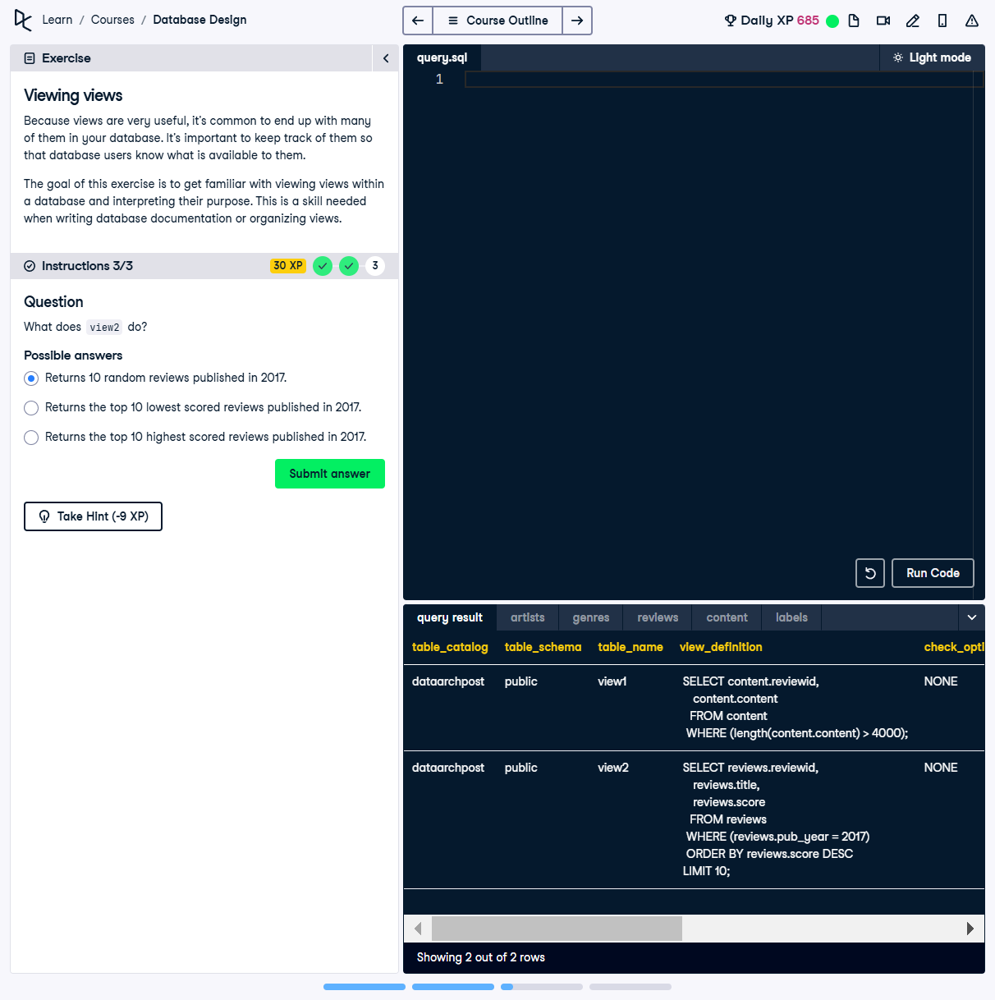 Learn / Courses / Database Design
Course Outline
Daily XP 685
Exercise
Viewing views
Because views are very useful, it's common to end up with many
of them in your database. It's important to keep track of them so
that database users know what is available to them.
The goal of this exercise is to get familiar with viewing views within
a database and interpreting their purpose. This is a skill needed
when writing database documentation or organizing views.
Instructions 3/3
30 XP
3
Question
What does view2 do?
Possible answers
Returns 10 random reviews published in 2017.
Returns the top 10 lowest scored reviews published in 2017.
Returns the top 10 highest scored reviews published in 2017.
Submit answer
Take Hint (-9 XP)
query.sql
Light mode
1
Run Code
query result artists genres reviews content labels
table_catalog table_schema table_name view_definition check_opti
dataarchpost public view1 SELECT content.reviewid, NONE
content.content
FROM content
WHERE (length(content.content) > 4000);
dataarchpost public view2 SELECT reviews.reviewid, NONE
reviews.title,
reviews.score
FROM reviews
WHERE (reviews.pub_year = 2017)
ORDER BY reviews.score DESC
LIMIT 10;
Showing 2 out of 2 rows